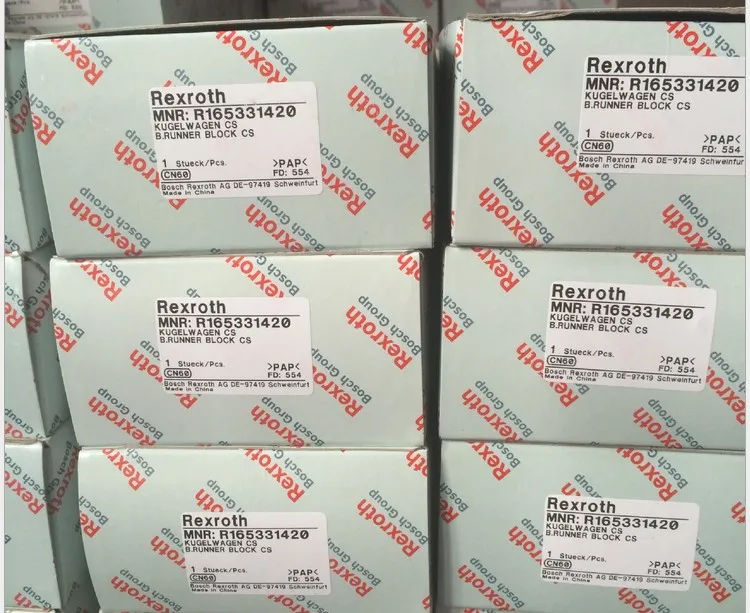 Rexroth
MNR: R165331420
KUGELWAGEN CS
B.RUNNER BLOCK CS
1 Stueck/Pcs. >PAP<
CN60 FD: 554
Bosch Rexroth AG DE-97419 Schweinfurt
Made in China
Rexroth
MNR: R165331420
KUGELWAGEN CS
B.RUNNER BLOCK CS
1 Stueck/Pcs. >PAP<
CN60 FD: 554
Bosch Rexroth AG DE-97419 Schweinfurt
Made in China
Rexroth
MNR: R165331420
KUGELWAGEN CS
B.RUNNER BLOCK CS
1 Stueck/Pcs. >PAP<
CN60 FD: 554
Bosch Rexroth AG DE-97419 Schweinfurt
Made in China
Rexroth
MNR: R165331420
KUGELWAGEN CS
B.RUNNER BLOCK CS
1 Stueck/Pcs. >PAP<
CN60 FD: 554
Bosch Rexroth AG DE-97419 Schweinfurt
Made in China
Rexroth
MNR: R165331420
KUGELWAGEN CS
B.RUNNER BLOCK CS
1 Stueck/Pcs. >PAP<
CN60 FD: 554
Bosch Rexroth AG DE-97419 Schweinfurt
Made in China
Rexroth
MNR: R165331420
KUGELWAGEN CS
B.RUNNER BLOCK CS
1 Stueck/Pcs. >PAP<
CN60 FD: 554
Bosch Rexroth AG DE-97419 Schweinfurt
Made in China
Rexroth
Bosch Group